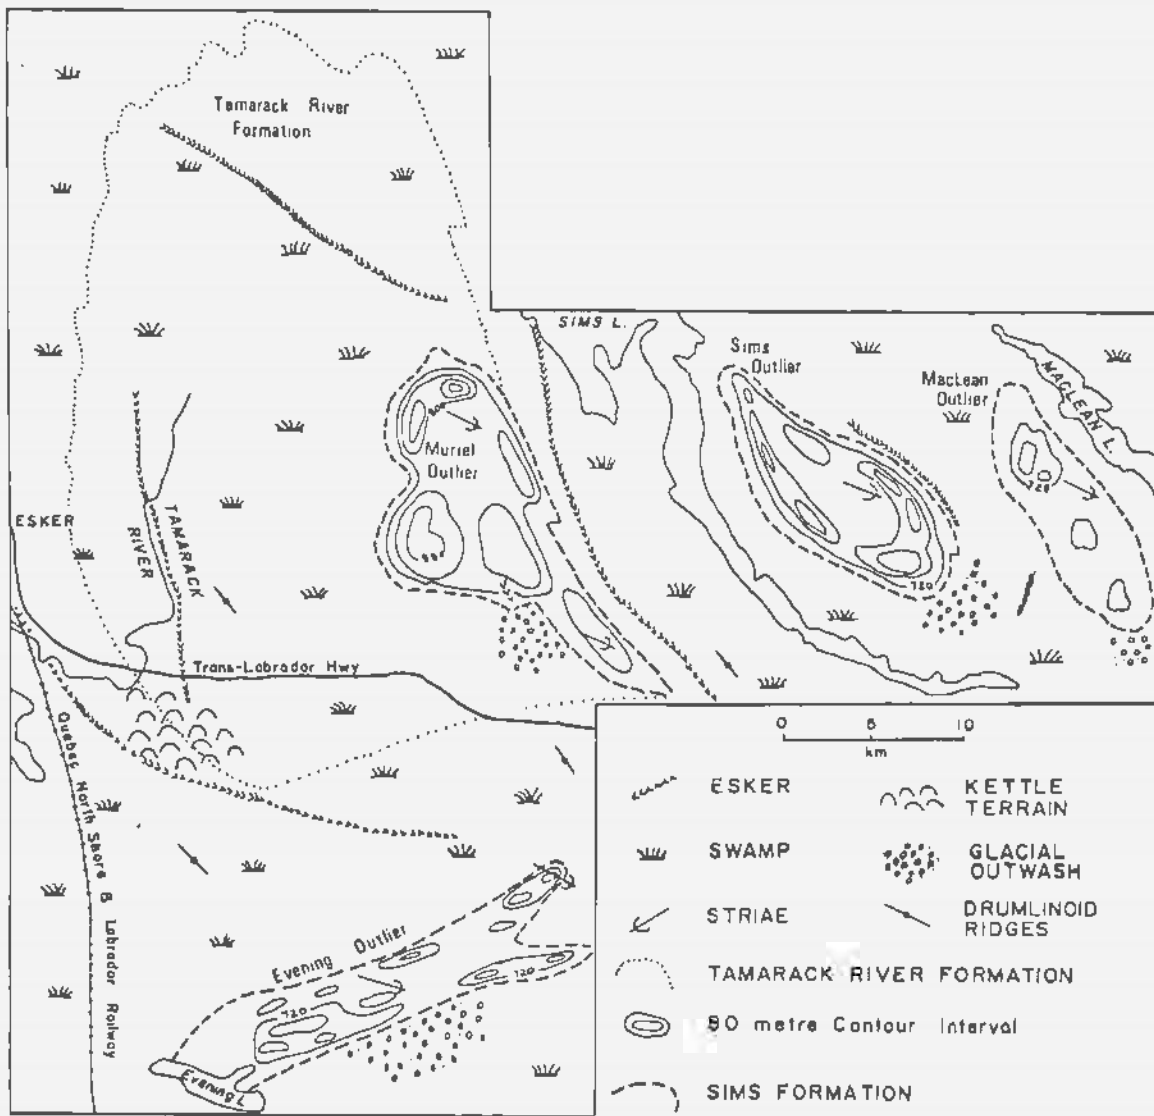 Tamarack River
Formation
SIMS L.
Sims
Outlier
MACLEAN L.
MacLean
Outlier
800
Muriel
Outlier
720
ESKER
TAMARACK
RIVER
720
Trans-Labrador Hwy
Quebec North Shore & Labrador Railway
0 5 10
km
ESKER
KETTLE
TERRAIN
SWAMP
GLACIAL
OUTWASH
STRIAE
DRUMLINOID
RIDGES
TAMARACK RIVER FORMATION
80 metre Contour Interval
SIMS FORMATION
Evening Outlier
720
720
Evening L.